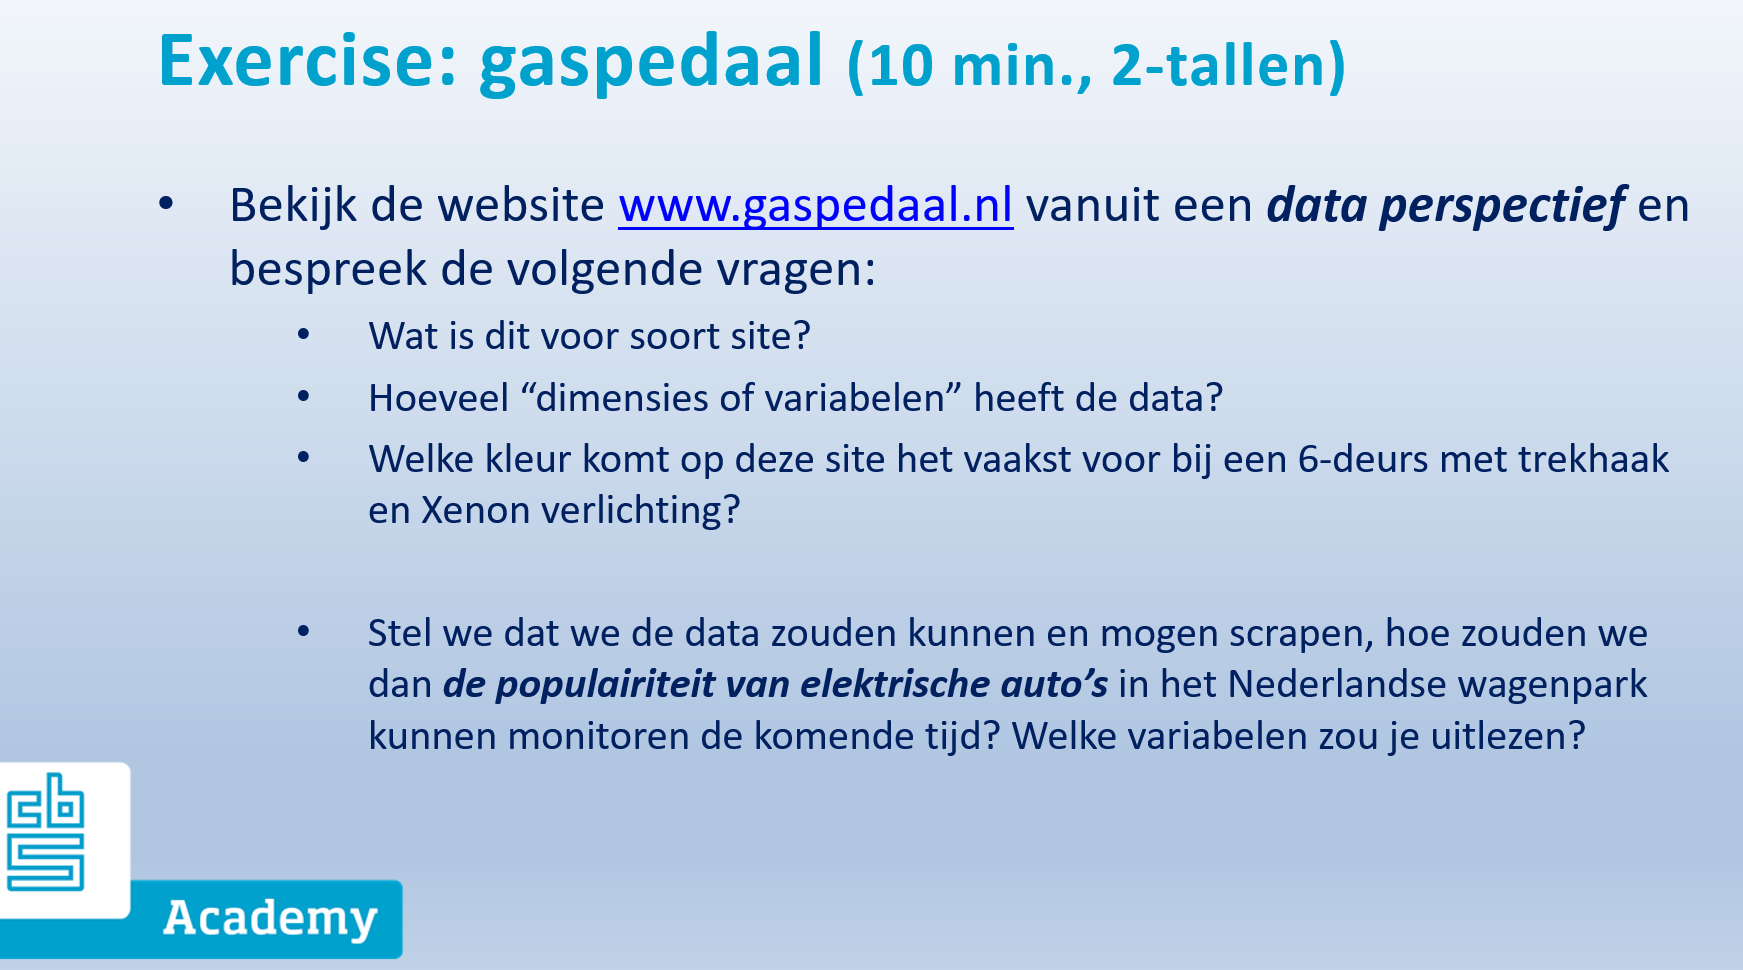 Exercise: gaspedaal (10 min., 2-tallen)
• Bekijk de website www.gaspedaal.nl vanuit een data perspectief en
bespreek de volgende vragen:
• Wat is dit voor soort site?
• Hoeveel “dimensies of variabelen” heeft de data?
• Welke kleur komt op deze site het vaakst voor bij een 6-deurs met trekhaak
en Xenon verlichting?
• Stel we dat we de data zouden kunnen en mogen scrapen, hoe zouden we
dan de populairiteit van elektrische auto’s in het Nederlandse wagenpark
kunnen monitoren de komende tijd? Welke variabelen zou je uitlezen?
cbs
Academy